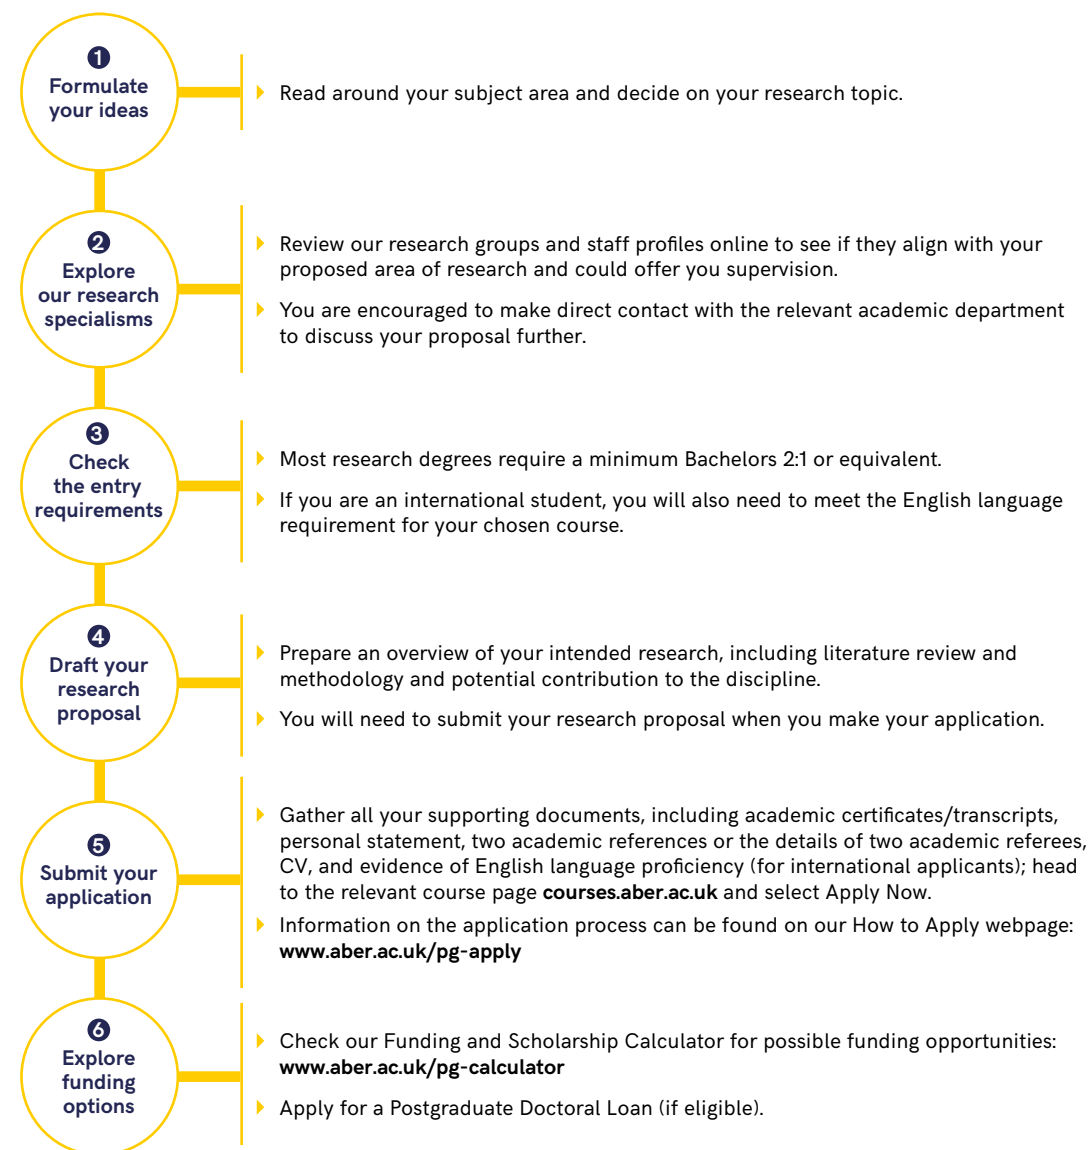 1
Formulate
your ideas
Read around your subject area and decide on your research topic.
2
Explore
our research
specialisms
Review our research groups and staff profiles online to see if they align with your
proposed area of research and could offer you supervision.
You are encouraged to make direct contact with the relevant academic department
to discuss your proposal further.
3
Check
the entry
requirements
Most research degrees require a minimum Bachelors 2:1 or equivalent.
If you are an international student, you will also need to meet the English language
requirement for your chosen course.
4
Draft your
research
proposal
Prepare an overview of your intended research, including literature review and
methodology and potential contribution to the discipline.
You will need to submit your research proposal when you make your application.
5
Submit your
application
Gather all your supporting documents, including academic certificates/transcripts,
personal statement, two academic references or the details of two academic referees,
CV, and evidence of English language proficiency (for international applicants); head
to the relevant course page courses.aber.ac.uk and select Apply Now.
Information on the application process can be found on our How to Apply webpage:
www.aber.ac.uk/pg-apply
6
Explore
funding
options
Check our Funding and Scholarship Calculator for possible funding opportunities:
www.aber.ac.uk/pg-calculator
Apply for a Postgraduate Doctoral Loan (if eligible).